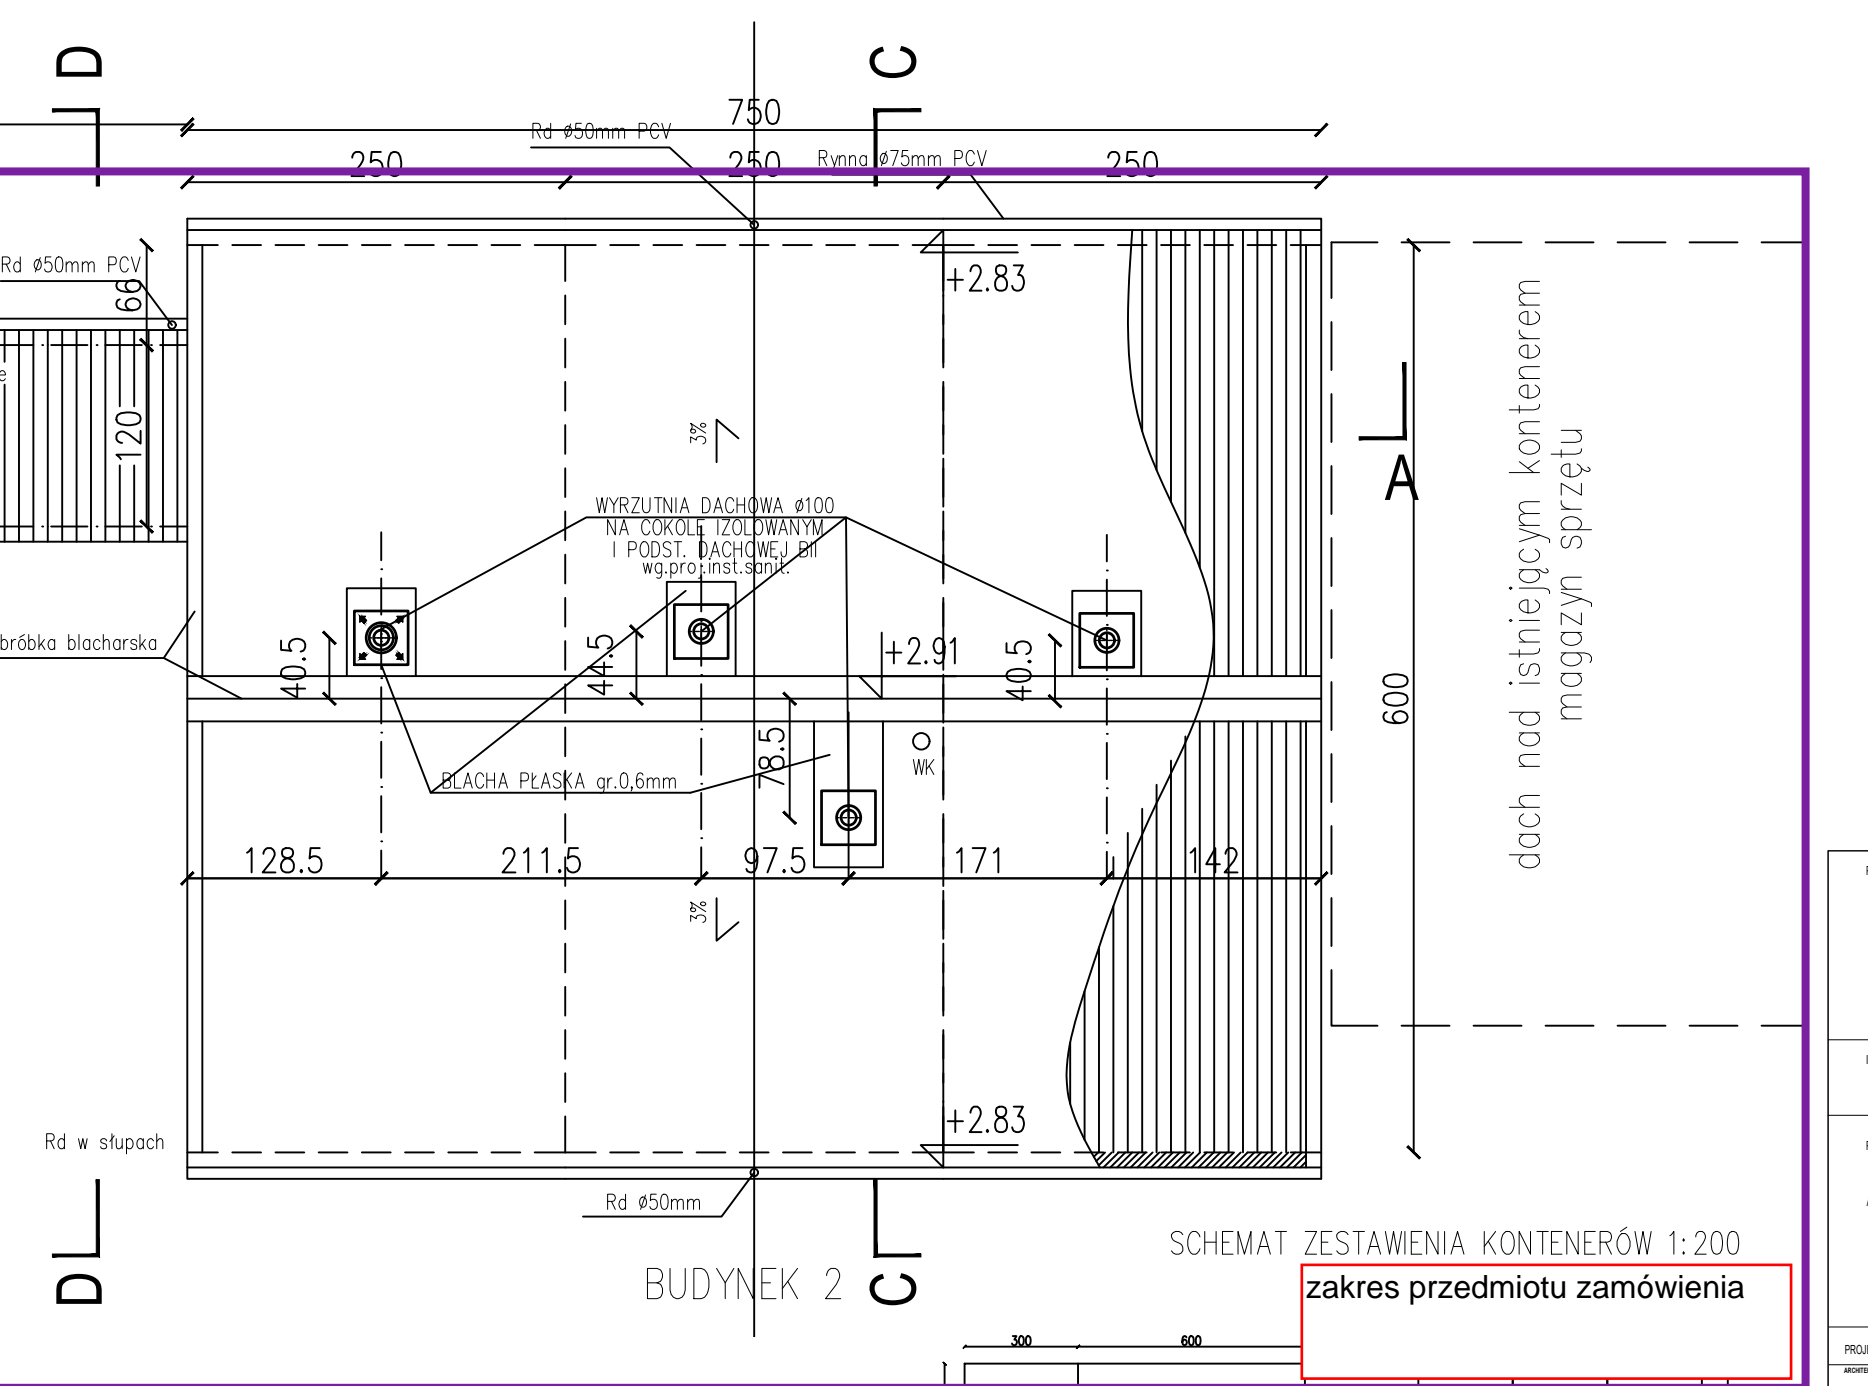 D
C
750
Rd ø50mm PCV
250
250
Rynna ø75mm PCV
250
Rd ø50mm PCV
66
+2.83
120
3%
A
dach nad istniejącym kontenerem
magazyn sprzętu
WYRZUTNIA DACHOWA ø100
NA COKOLE IZOLOWANYM
I PODST. DACHOWEJ BII
wg.proj.inst.sanit.
bróbka blacharska
40.5
44.5
+2.91
40.5
600
78.5
WK
BLACHA PŁASKA gr.0,6mm
128.5
211.5
97.5
171
142
3%
+2.83
Rd w słupach
Rd ø50mm
D
BUDYNEK 2
C
SCHEMAT ZESTAWIENIA KONTENERÓW 1:200
zakres przedmiotu zamówienia
300
600